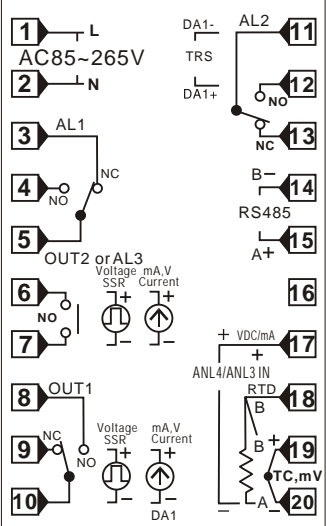 1 L
AC85~265V
2 N
3 AL1
NC
4 NO
5
OUT2 or AL3
Voltage mA,V
SSR Current
+ +
6
NO
7
− −
8 OUT1
Voltage mA,V
SSR Current
+ +
9 NC
NO
10
− −
DA1
DA1- AL2 11
TRS
DA1+
12
NO
13
NC
B− 14
RS485
15
A+
16
+ VDC/mA 17
+
ANL4/ANL3 IN
RTD 18
B
B + 19
TC,mV
− A − 20